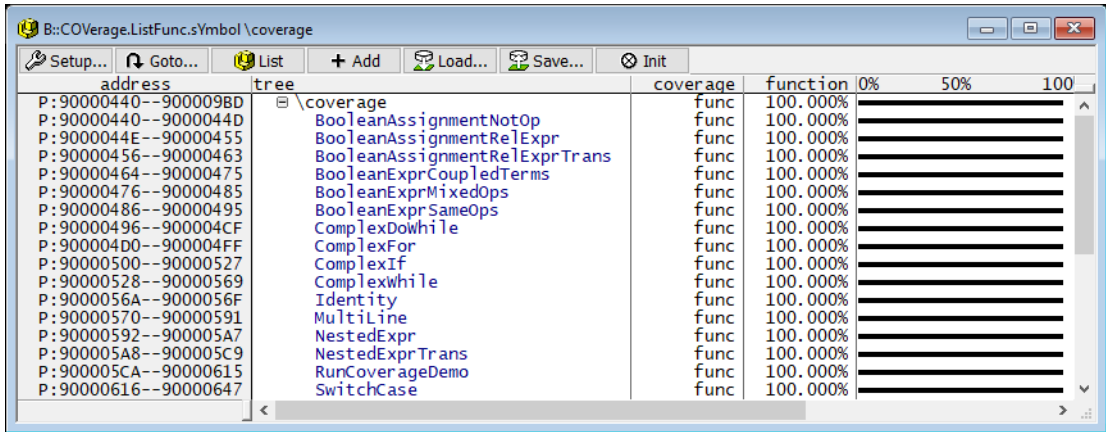 B::COVerage.ListFunc.sYmbol \coverage
Setup... Goto... List + Add Load... Save... Init
address tree coverage function 0% 50% 100
P:90000440--900009BD \coverage func 100.000%
P:90000440--9000044D BooleanAssignmentNotOp func 100.000%
P:9000044E--90000455 BooleanAssignmentRelExpr func 100.000%
P:90000456--90000463 BooleanAssignmentRelExprTrans func 100.000%
P:90000464--90000475 BooleanExprCoupledTerms func 100.000%
P:90000476--90000485 BooleanExprMixedOps func 100.000%
P:90000486--90000495 BooleanExprSameOps func 100.000%
P:90000496--900004CF ComplexDoWhile func 100.000%
P:900004D0--900004FF ComplexFor func 100.000%
P:90000500--90000527 ComplexIf func 100.000%
P:90000528--90000569 ComplexWhile func 100.000%
P:9000056A--9000056F Identity func 100.000%
P:90000570--90000591 MultiLine func 100.000%
P:90000592--900005A7 NestedExpr func 100.000%
P:900005A8--900005C9 NestedExprTrans func 100.000%
P:900005CA--90000615 RunCoverageDemo func 100.000%
P:90000616--90000647 SwitchCase func 100.000%